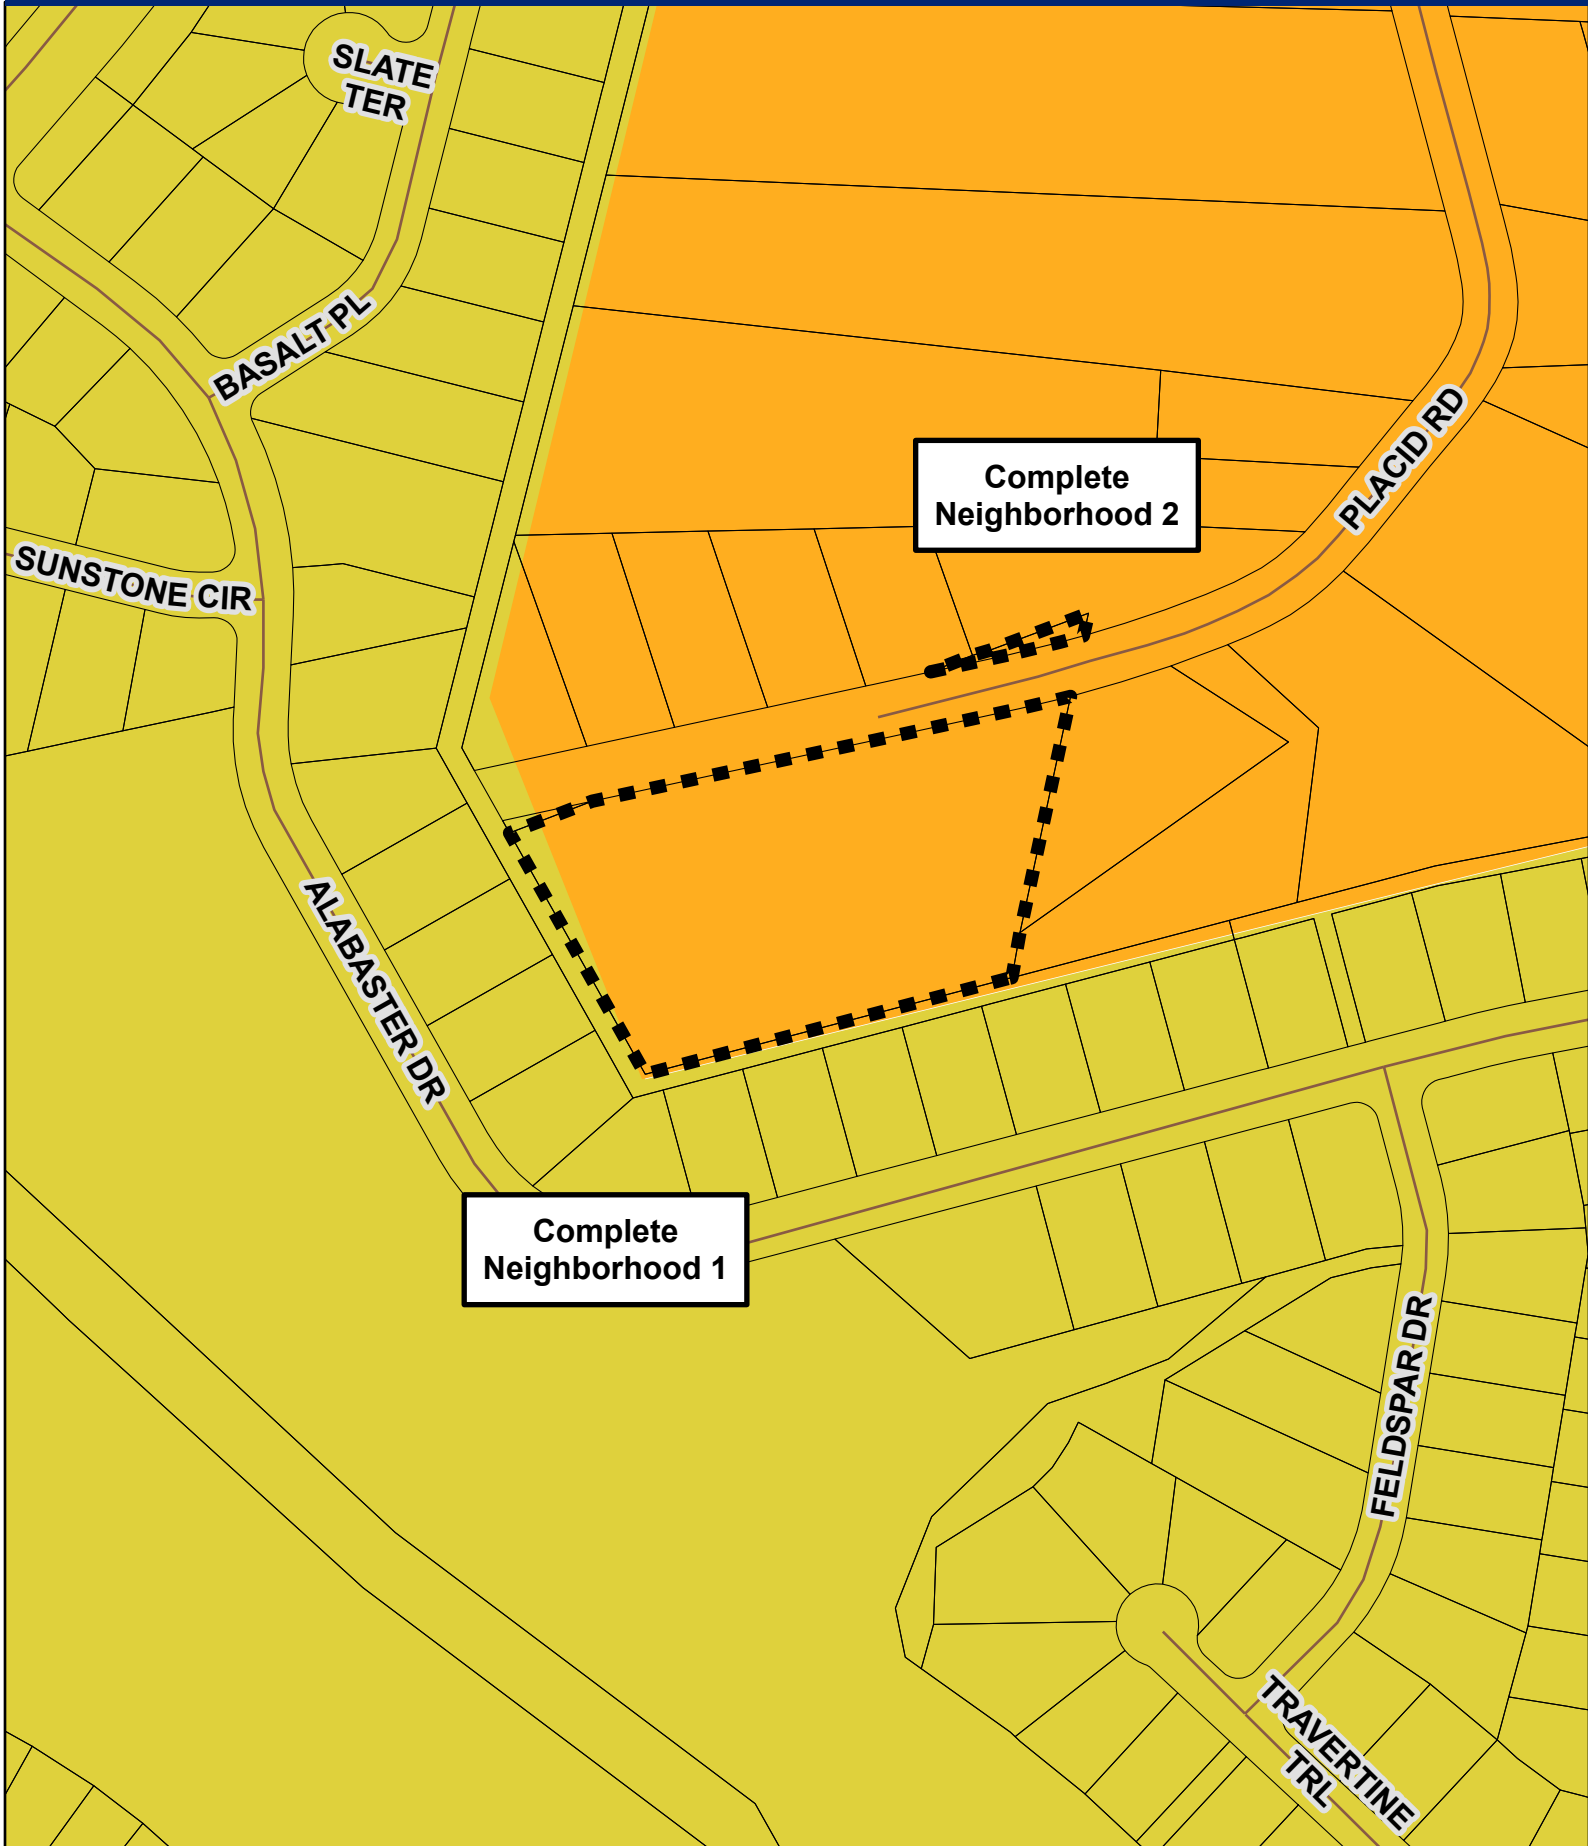 SLATE
TER
BASALT PL
PLACID RD
Complete
Neighborhood 2
SUNSTONE CIR
ALABASTER DR
Complete
Neighborhood 1
FELDSPAR DR
TRAVERTINE
TRL